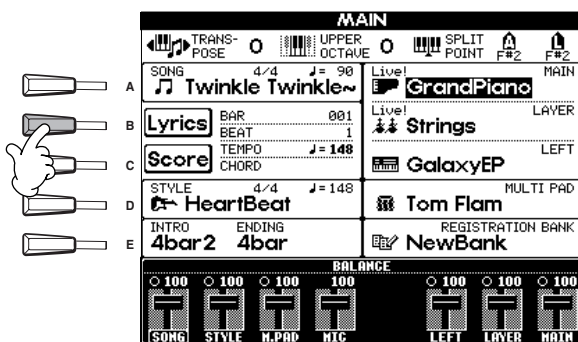 MAIN
TRANS-POSE 0 UPPER OCTAVE 0 SPLIT POINT A F#2 L F#2
SONG 4/4 ♩= 90
Twinkle Twinkle~
Live! MAIN
GrandPiano
A
B
C
D
E
Lyrics
BAR 001
BEAT 1
Live! LAYER
Strings
Score
TEMPO ♩= 148
CHORD
LEFT
GalaxyEP
STYLE 4/4 ♩= 148
HeartBeat
MULTI PAD
Tom Flam
INTRO ENDING
4bar2 4bar
REGISTRATION BANK
NewBank
BALANCE
100 100 100 100 100 100 100
SONG STYLE M.PAD MIC LEFT LAYER MAIN